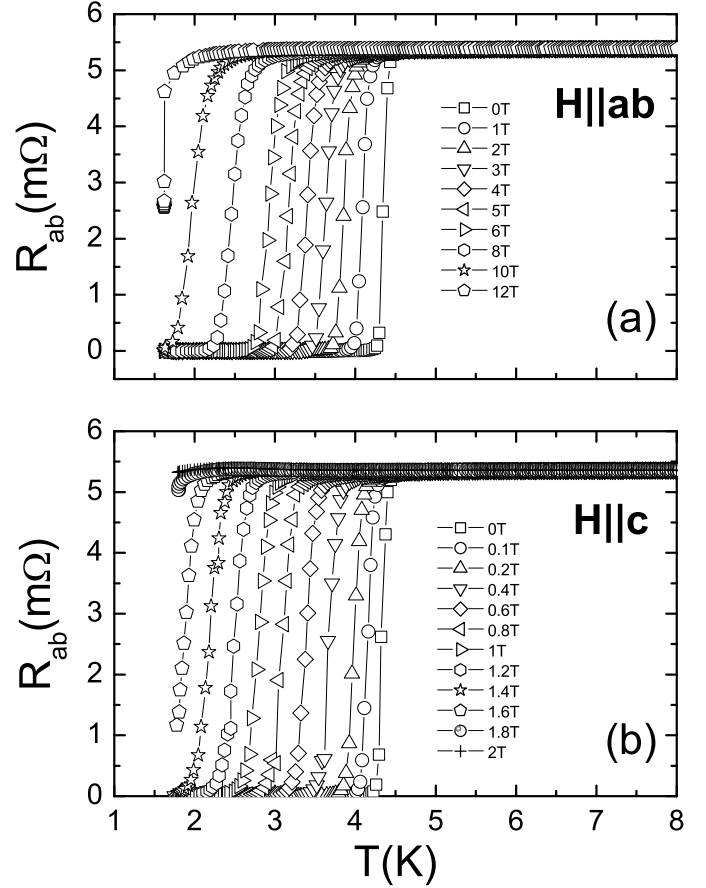 6
5
4
3
2
1
0
R_ab(mΩ)
H||ab
0T
1T
2T
3T
4T
5T
6T
8T
10T
12T
(a)
6
5
4
3
2
1
0
R_ab(mΩ)
H||c
0T
0.1T
0.2T
0.4T
0.6T
0.8T
1T
1.2T
1.4T
1.6T
1.8T
2T
(b)
1 2 3 4 5 6 7 8
T(K)